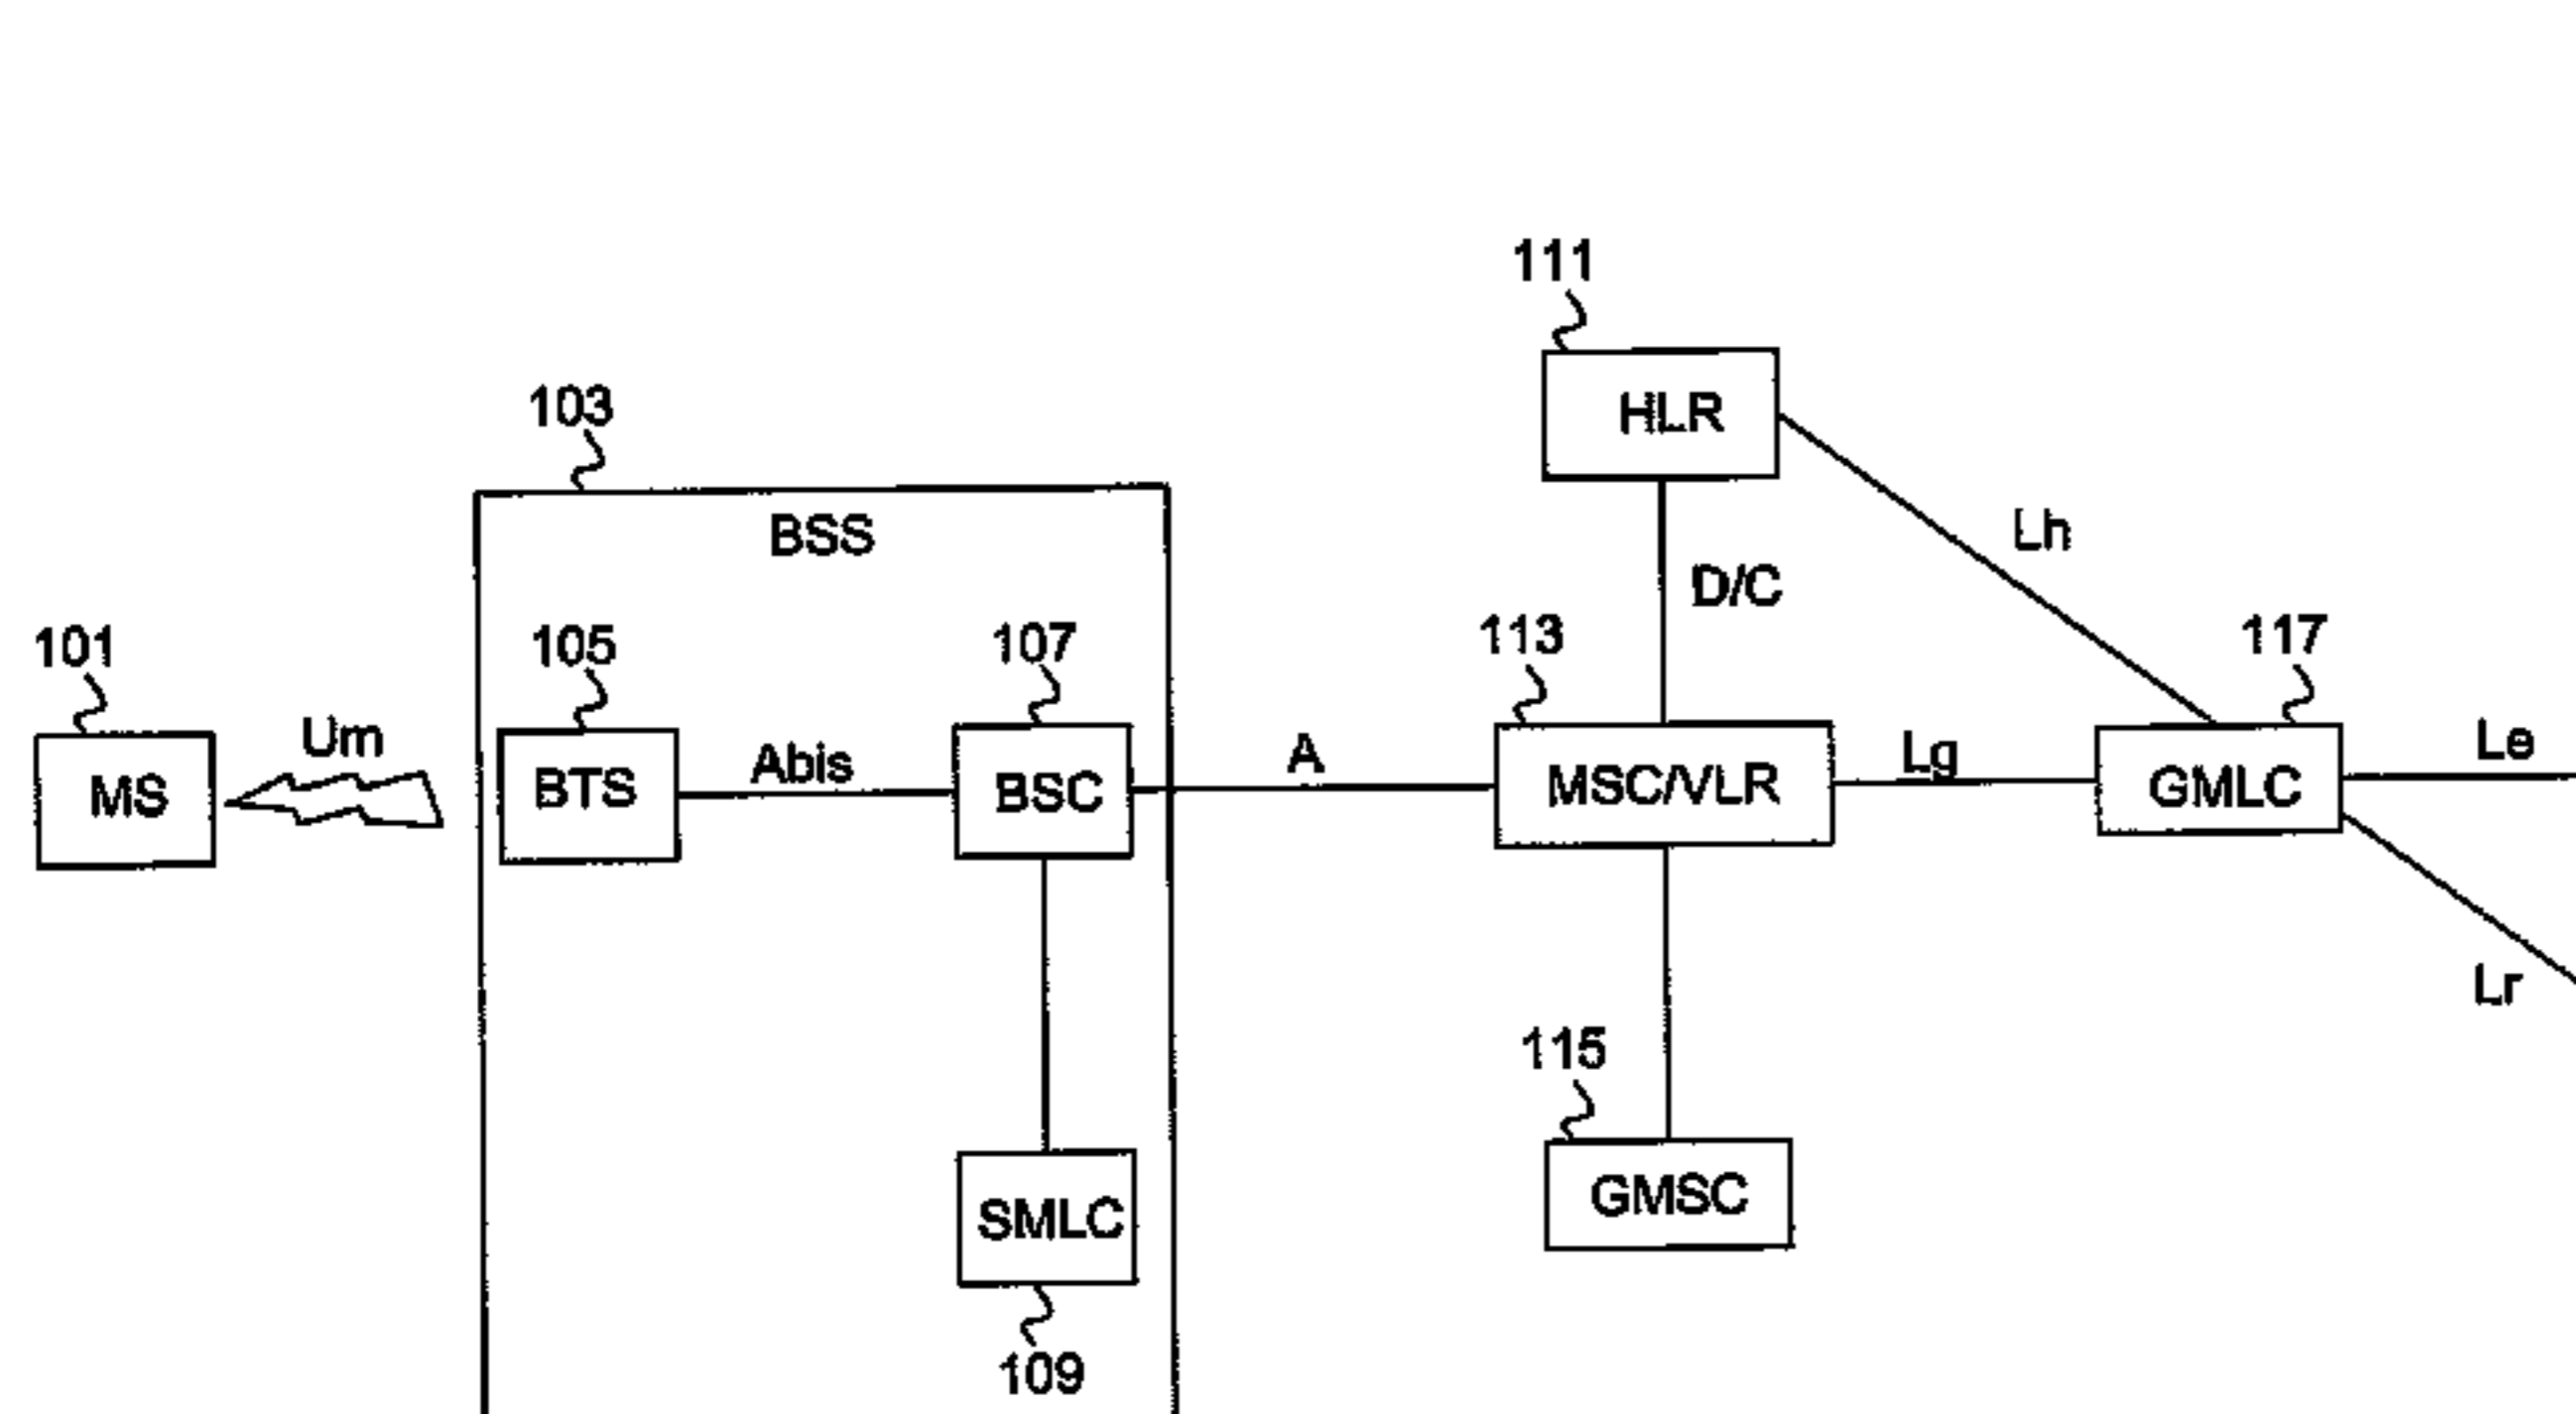 111
HLR
103
BSS
Lh
D/C
101
105
107
113
117
Um
Abis
A
Lg
Le
MS
BTS
BSC
MSC/VLR
GMLC
Lr
115
SMLC
GMSC
109